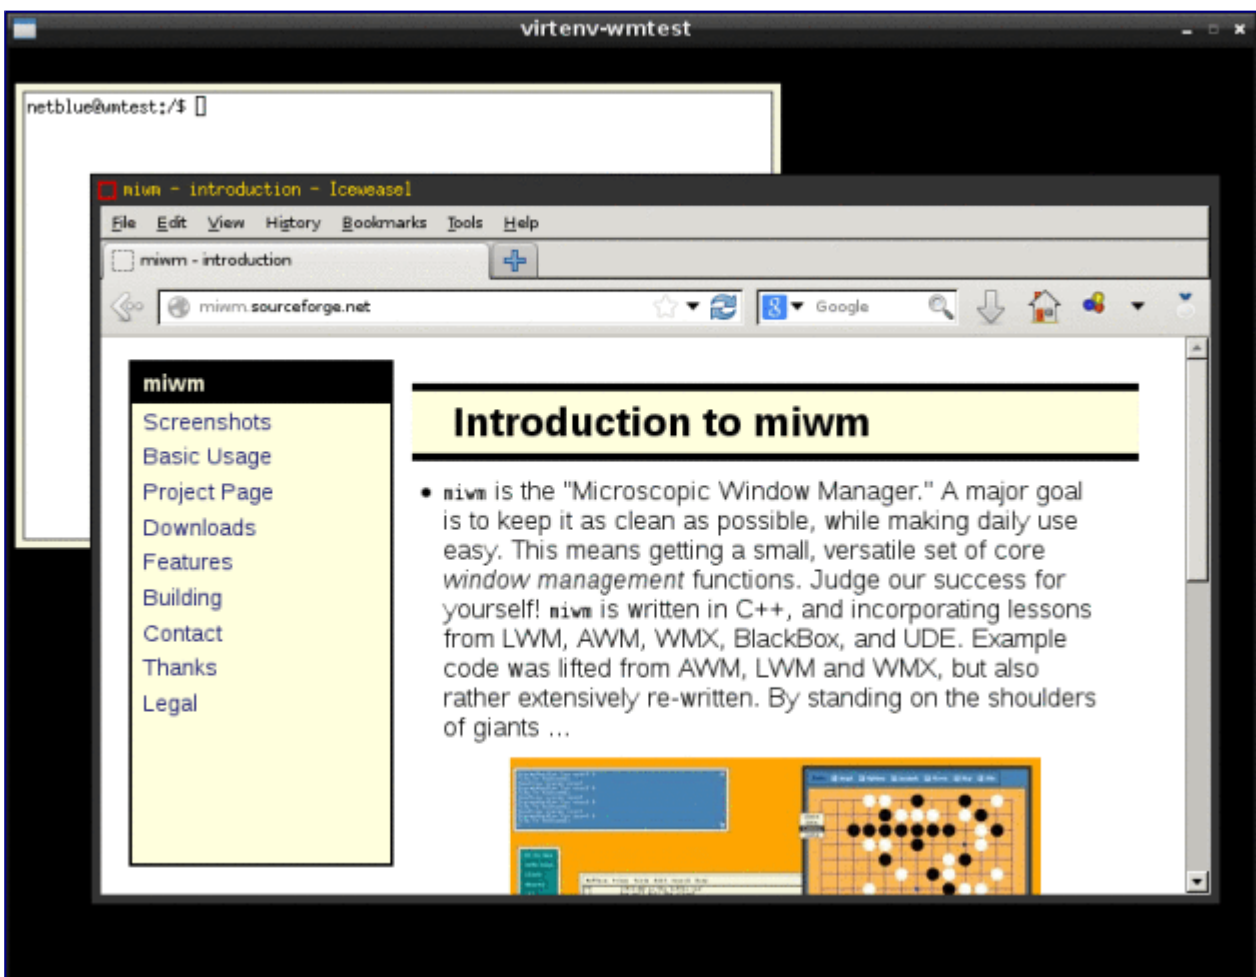 virtenv-wmtest
netblue@wmtest:/$
miwm - introduction - Iceweasel
File Edit View History Bookmarks Tools Help
miwm - introduction
miwm.sourceforge.net
Google
miwm
Screenshots
Basic Usage
Project Page
Downloads
Features
Building
Contact
Thanks
Legal
Introduction to miwm
• miwm is the "Microscopic Window Manager." A major goal
is to keep it as clean as possible, while making daily use
easy. This means getting a small, versatile set of core
window management functions. Judge our success for
yourself! miwm is written in C++, and incorporating lessons
from LWM, AWM, WMX, BlackBox, and UDE. Example
code was lifted from AWM, LWM and WMX, but also
rather extensively re-written. By standing on the shoulders
of giants ...